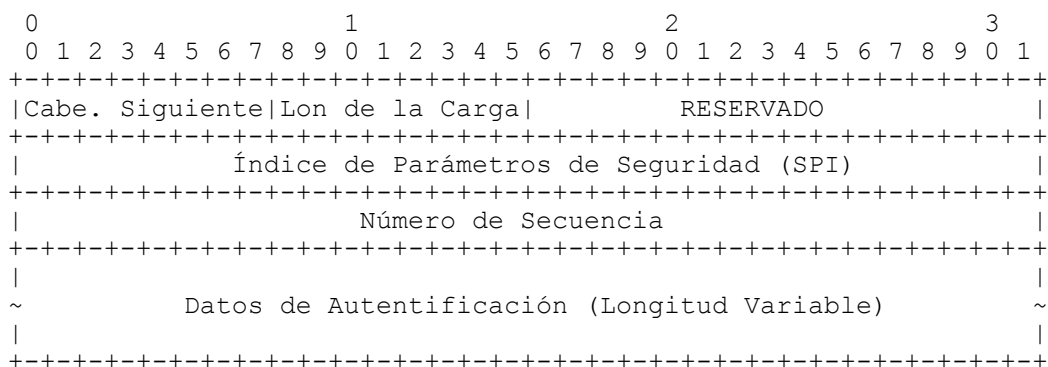 0                   1                   2                   3
 0 1 2 3 4 5 6 7 8 9 0 1 2 3 4 5 6 7 8 9 0 1 2 3 4 5 6 7 8 9 0 1
+-+-+-+-+-+-+-+-+-+-+-+-+-+-+-+-+-+-+-+-+-+-+-+-+-+-+-+-+-+-+-+-+
|Cabe. Siguiente|Lon de la Carga|         RESERVADO             |
+-+-+-+-+-+-+-+-+-+-+-+-+-+-+-+-+-+-+-+-+-+-+-+-+-+-+-+-+-+-+-+-+
|             Índice de Parámetros de Seguridad (SPI)           |
+-+-+-+-+-+-+-+-+-+-+-+-+-+-+-+-+-+-+-+-+-+-+-+-+-+-+-+-+-+-+-+-+
|                     Número de Secuencia                       |
+-+-+-+-+-+-+-+-+-+-+-+-+-+-+-+-+-+-+-+-+-+-+-+-+-+-+-+-+-+-+-+-+
|                                                               |
~          Datos de Autentificación (Longitud Variable)         ~
|                                                               |
+-+-+-+-+-+-+-+-+-+-+-+-+-+-+-+-+-+-+-+-+-+-+-+-+-+-+-+-+-+-+-+-+